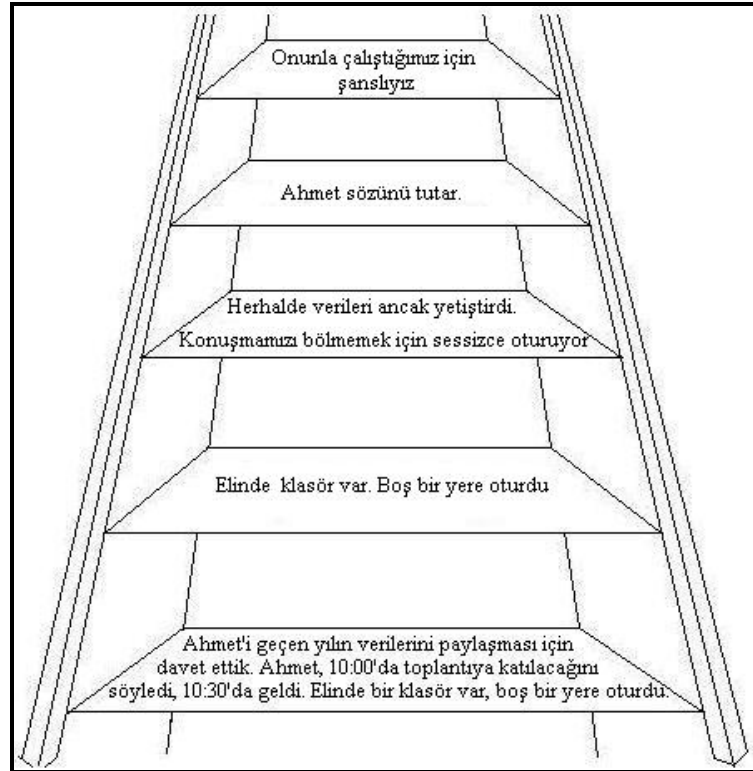 Onunla çalıştığımız için
şanslıyız
Ahmet sözünü tutar.
Herhalde verileri ancak yetiştirdi.
Konuşmamızı bölmemek için sessizce oturuyor
Elinde klasör var. Boş bir yere oturdu
Ahmet'i geçen yılın verilerini paylaşması için
davet ettik. Ahmet, 10:00'da toplantıya katılacağını
söyledi, 10:30'da geldi. Elinde bir klasör var, boş bir yere oturdu.